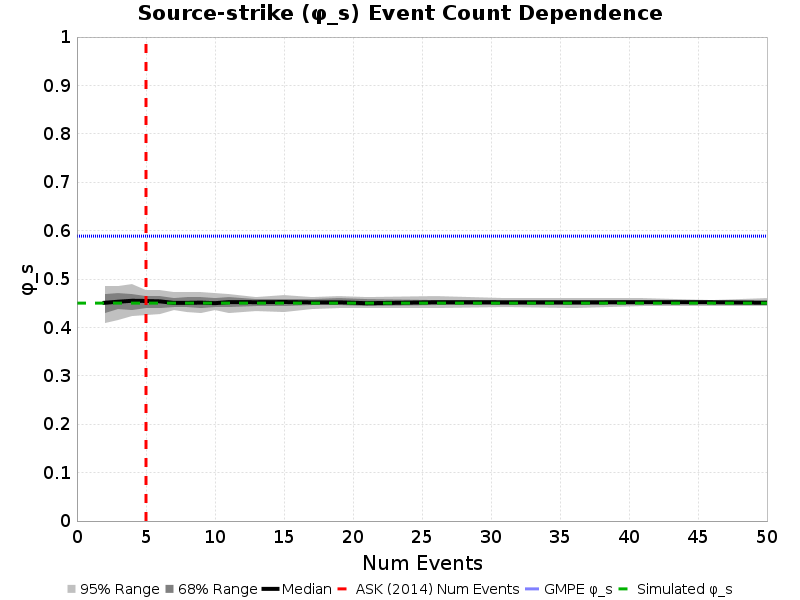 Source-strike (φ_s) Event Count Dependence
1
0.9
0.8
0.7
0.6
0.5
0.4
0.3
0.2
0.1
0
φ_s
0 5 10 15 20 25 30 35 40 45 50
Num Events
95% Range 68% Range Median ASK (2014) Num Events GMPE φ_s Simulated φ_s